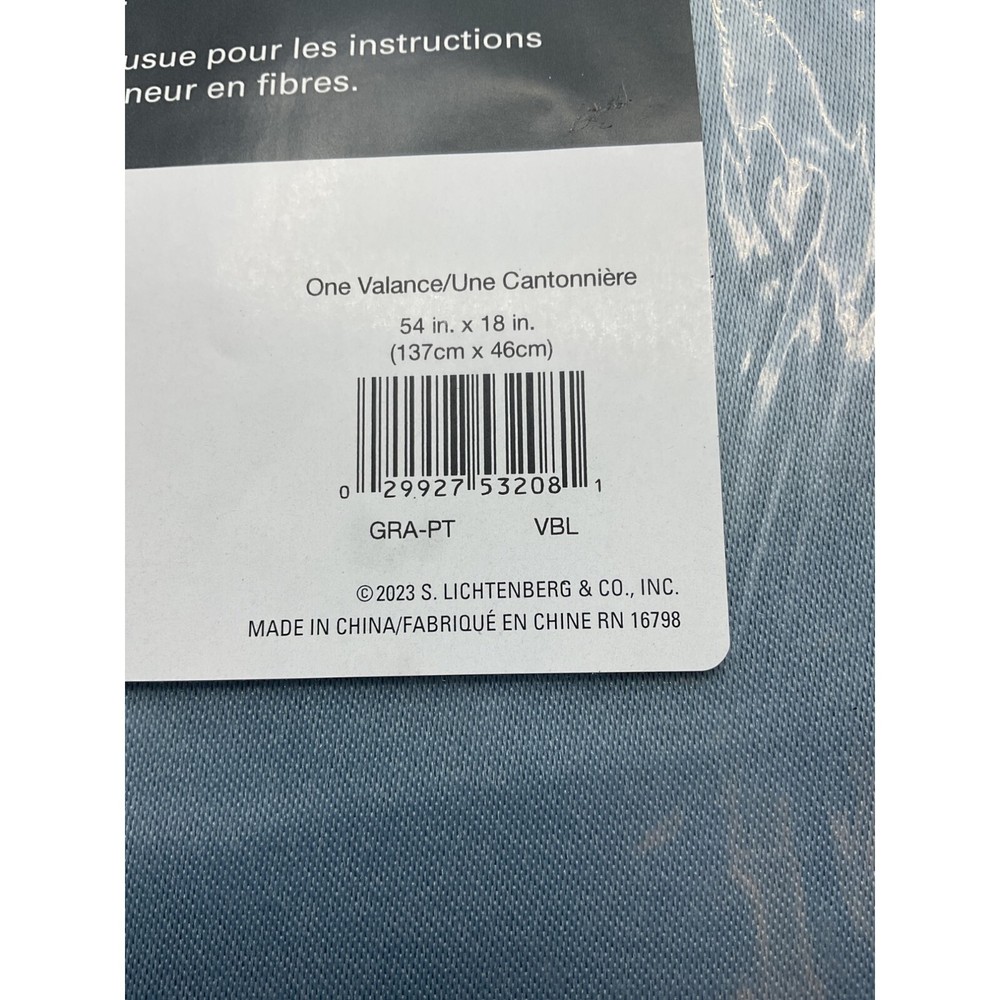 usue pour les instructions
neur en fibres.
One Valance/Une Cantonnière
54 in. x 18 in.
(137cm x 46cm)
0 29927 53208 1
GRA-PT VBL
©2023 S. LICHTENBERG & CO., INC.
MADE IN CHINA/FABRIQUÉ EN CHINE RN 16798